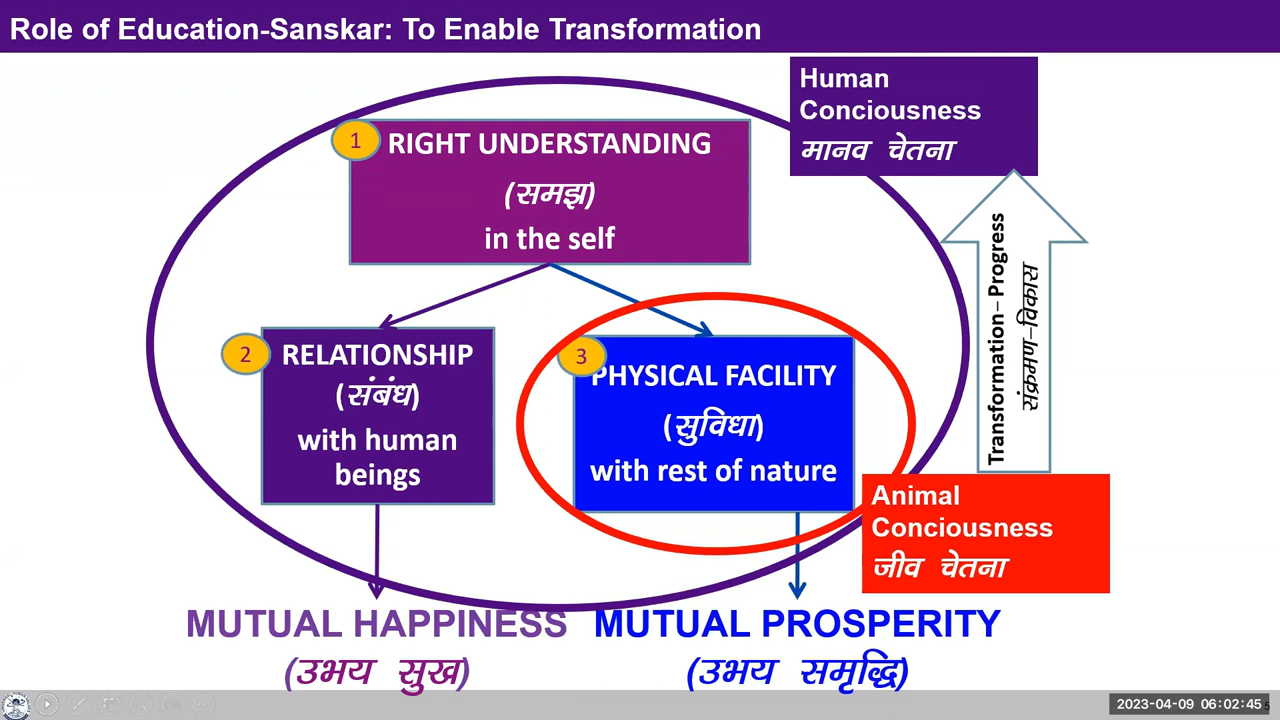 Role of Education-Sanskar: To Enable Transformation
Human
Conciousness
मानव चेतना
1
RIGHT UNDERSTANDING
(समझ)
in the self
2
RELATIONSHIP
(संबंध)
with human
beings
3
PHYSICAL FACILITY
(सुविधा)
with rest of nature
Transformation – Progress
संक्रमण–विकास
Animal
Conciousness
जीव चेतना
MUTUAL HAPPINESS
(उभय सुख)
MUTUAL PROSPERITY
(उभय समृद्धि)
2023-04-09 06:02:45
5